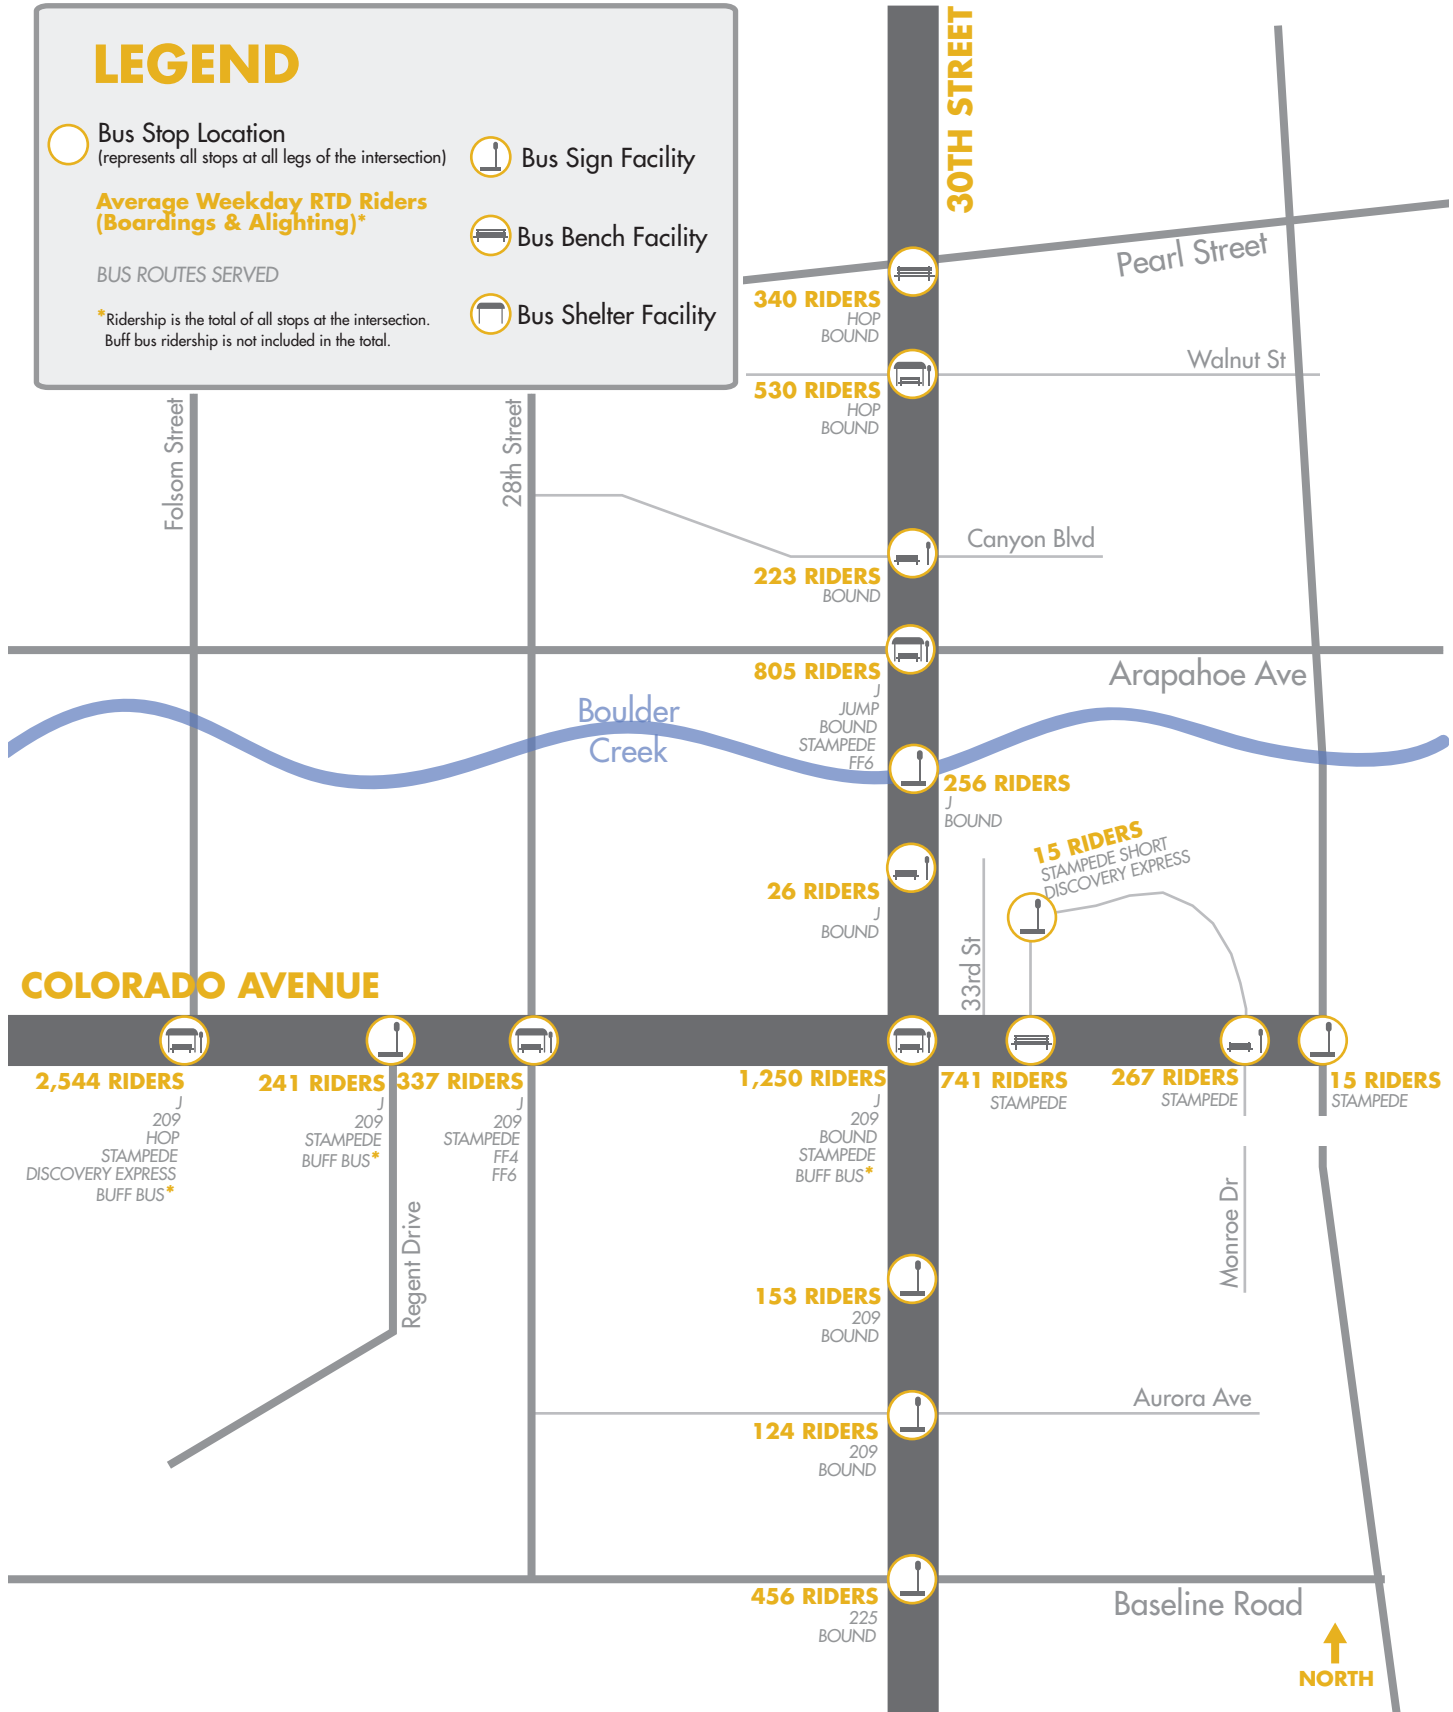 LEGEND
Bus Stop Location
(represents all stops at all legs of the intersection)
Average Weekday RTD Riders
(Boardings & Alighting)*
BUS ROUTES SERVED
*Ridership is the total of all stops at the intersection.
Buff bus ridership is not included in the total.
Bus Sign Facility
Bus Bench Facility
Bus Shelter Facility
30TH STREET
Pearl Street
340 RIDERS
HOP
BOUND
Walnut St
530 RIDERS
HOP
BOUND
Folsom Street
28th Street
Canyon Blvd
223 RIDERS
BOUND
Arapahoe Ave
805 RIDERS
J
JUMP
BOUND
STAMPEDE
FF6
Boulder
Creek
256 RIDERS
J
BOUND
15 RIDERS
STAMPEDE SHORT
DISCOVERY EXPRESS
26 RIDERS
J
BOUND
33rd St
COLORADO AVENUE
2,544 RIDERS
J
209
HOP
STAMPEDE
DISCOVERY EXPRESS
BUFF BUS*
241 RIDERS
J
209
STAMPEDE
BUFF BUS*
337 RIDERS
J
209
STAMPEDE
FF4
FF6
1,250 RIDERS
J
209
BOUND
STAMPEDE
BUFF BUS*
741 RIDERS
STAMPEDE
267 RIDERS
STAMPEDE
15 RIDERS
STAMPEDE
Regent Drive
Monroe Dr
153 RIDERS
209
BOUND
Aurora Ave
124 RIDERS
209
BOUND
456 RIDERS
225
BOUND
Baseline Road
NORTH